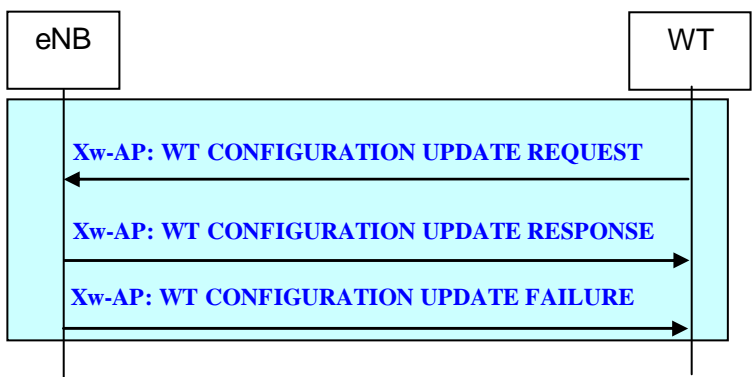 eNB
WT
Xw-AP: WT CONFIGURATION UPDATE REQUEST
Xw-AP: WT CONFIGURATION UPDATE RESPONSE
Xw-AP: WT CONFIGURATION UPDATE FAILURE